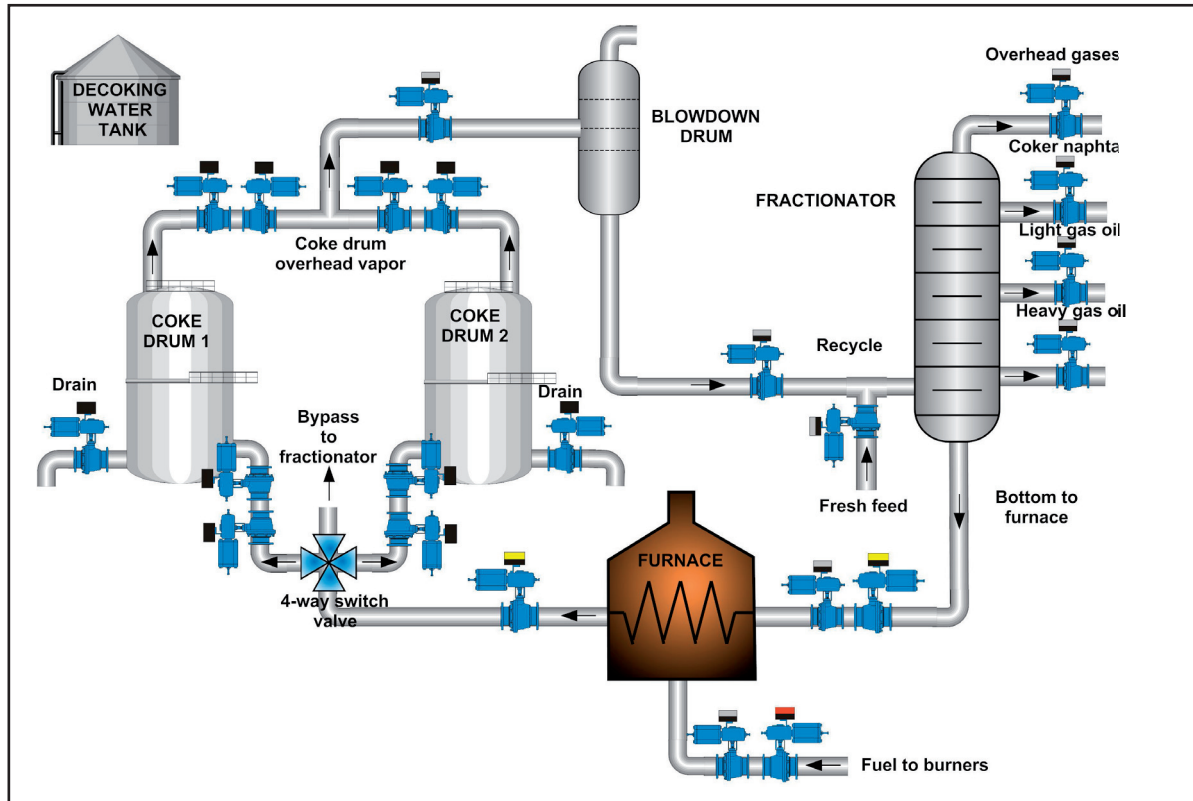 DECOKING
WATER
TANK
BLOWDOWN
DRUM
Overhead gases
Coker naphta
FRACTIONATOR
Light gas oil
Heavy gas oil
Coke drum
overhead vapor
COKE
DRUM 1
COKE
DRUM 2
Drain
Drain
Bypass
to
fractionator
Recycle
Fresh feed
Bottom to
furnace
4-way switch
valve
FURNACE
Fuel to burners